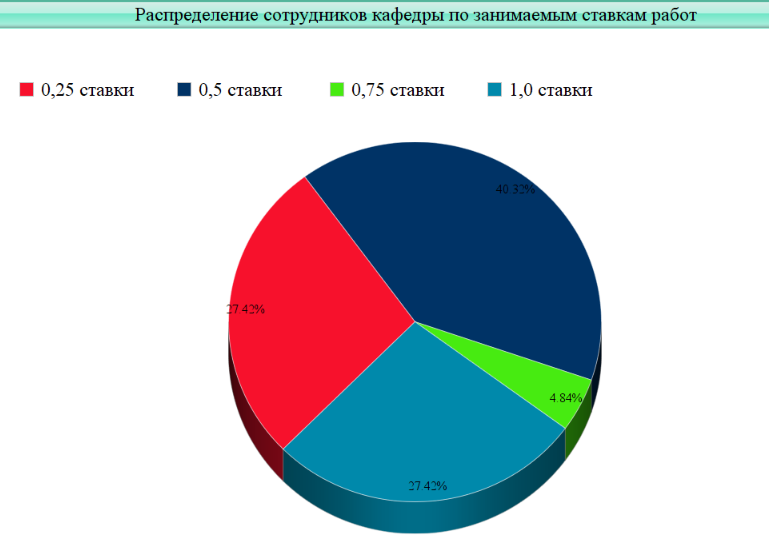 Распределение сотрудников кафедры по занимаемым ставкам работ
0,25 ставки 0,5 ставки 0,75 ставки 1,0 ставки
40.32%
27.42%
4.84%
27.42%